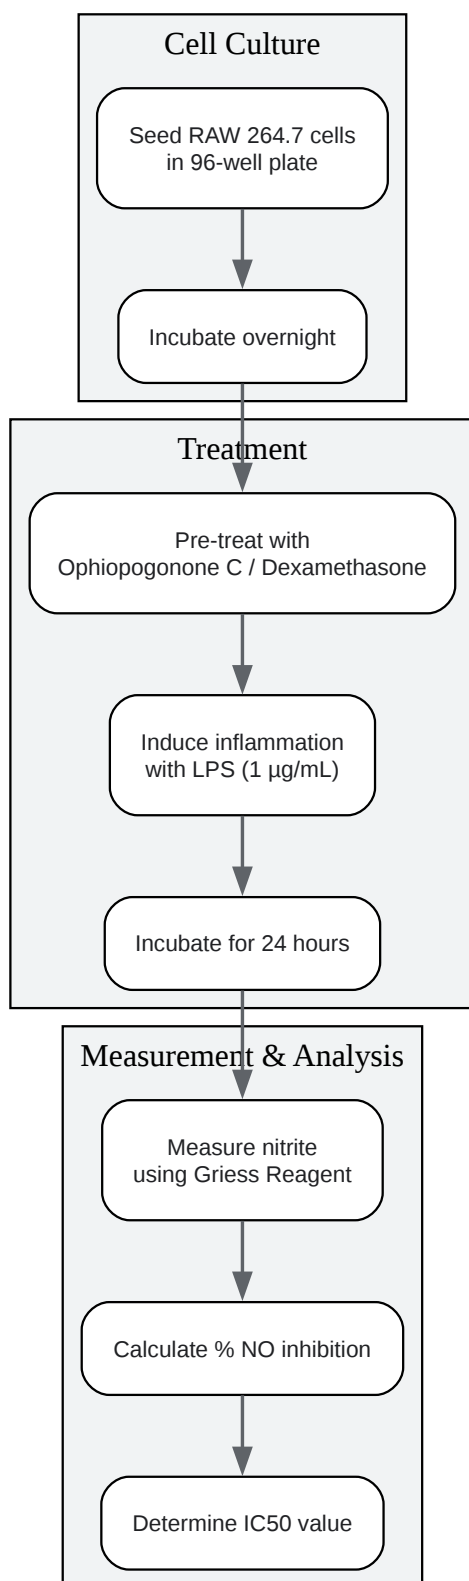 Cell Culture
Seed RAW 264.7 cells
in 96-well plate
Incubate overnight
Treatment
Pre-treat with
Ophiopogonone C / Dexamethasone
Induce inflammation
with LPS (1 µg/mL)
Incubate for 24 hours
Measurement & Analysis
Measure nitrite
using Griess Reagent
Calculate % NO inhibition
Determine IC50 value